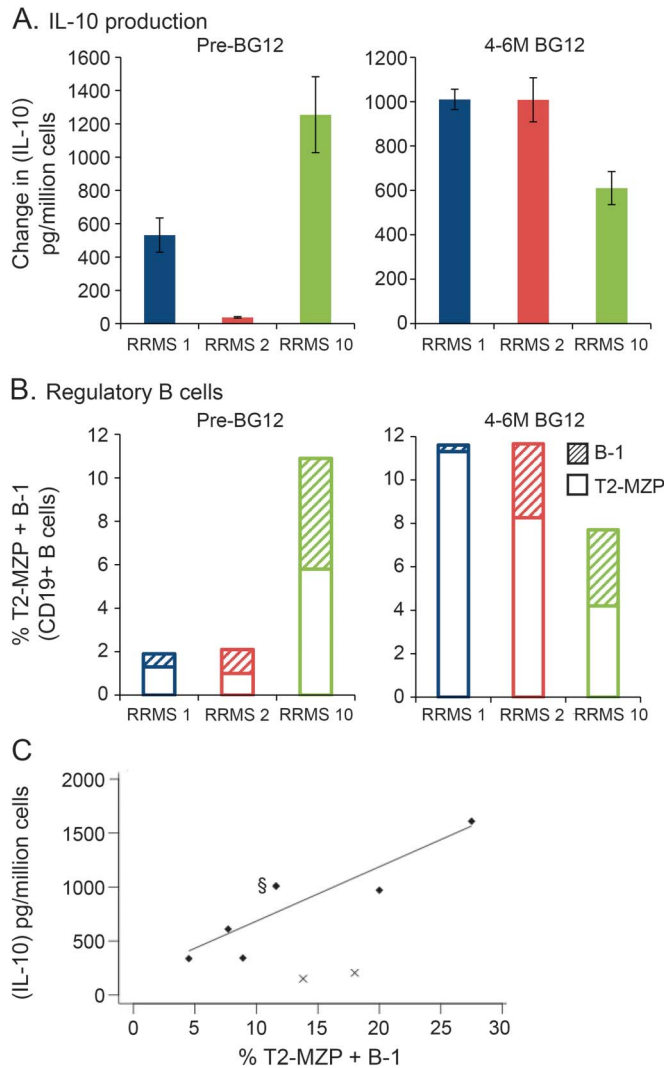 A. IL-10 production
Pre-BG12
4-6M BG12
Change in (IL-10)
pg/million cells
1600
1400
1200
1000
800
600
400
200
0
RRMS 1
RRMS 2
RRMS 10
1200
1000
800
600
400
200
0
RRMS 1
RRMS 2
RRMS 10
B. Regulatory B cells
Pre-BG12
4-6M BG12
% T2-MZP + B-1
(CD19+ B cells)
12
10
8
6
4
2
0
RRMS 1
RRMS 2
RRMS 10
12
10
8
6
4
2
0
B-1
T2-MZP
RRMS 1
RRMS 2
RRMS 10
C
(IL-10) pg/million cells
2000
1500
1000
500
0
§
0
5
10
15
20
25
30
% T2-MZP + B-1